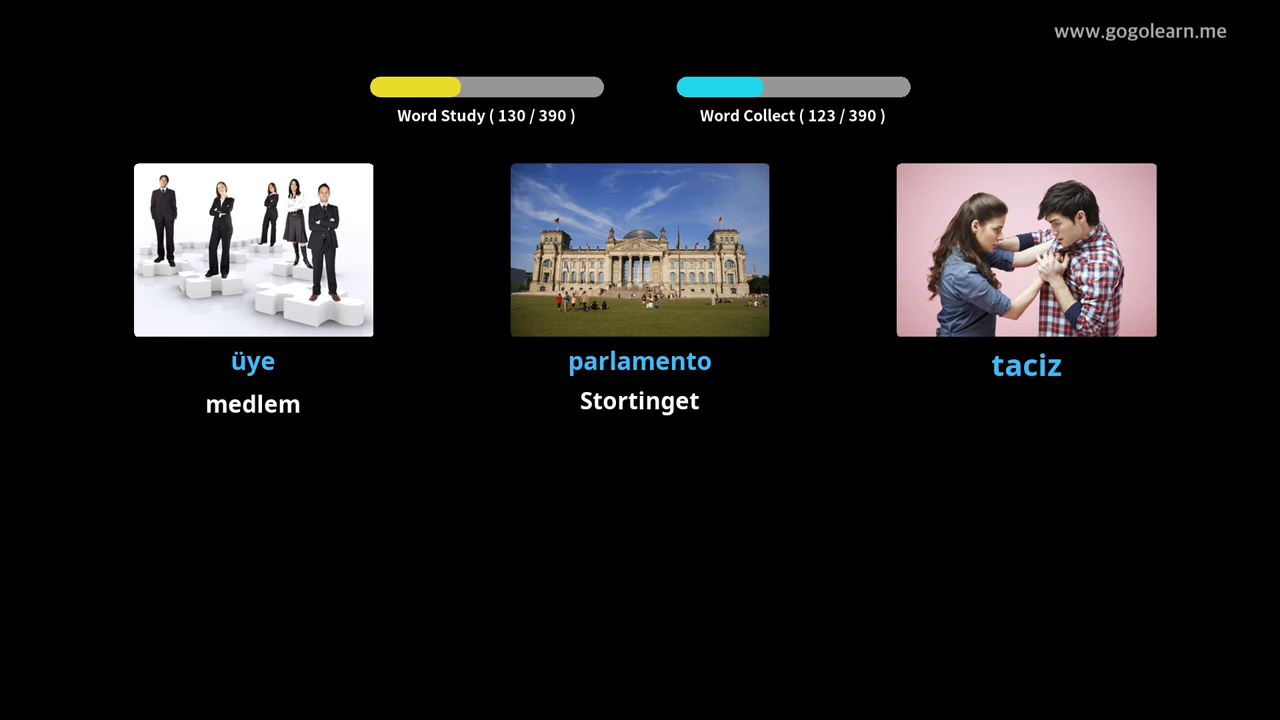 www.gogolearn.me
Word Study ( 130 / 390 )
Word Collect ( 123 / 390 )
üye
medlem
parlamento
Stortinget
taciz